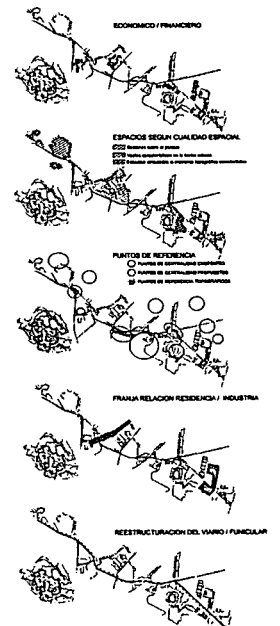 ECONOMICO / FINANCIERO
ESPACIOS SEGUN CUALIDAD ESPACIAL
PUNTOS DE REFERENCIA
PUNTOS DE CENTRALIDAD EXISTENTES
PUNTOS DE CENTRALIDAD PROPUESTOS
PUNTOS DE REFERENCIA TOPOGRAFICOS
FRANJA RELACION RESIDENCIA / INDUSTRIA
REESTRUCTURACION DEL VIARIO / FUNICULAR